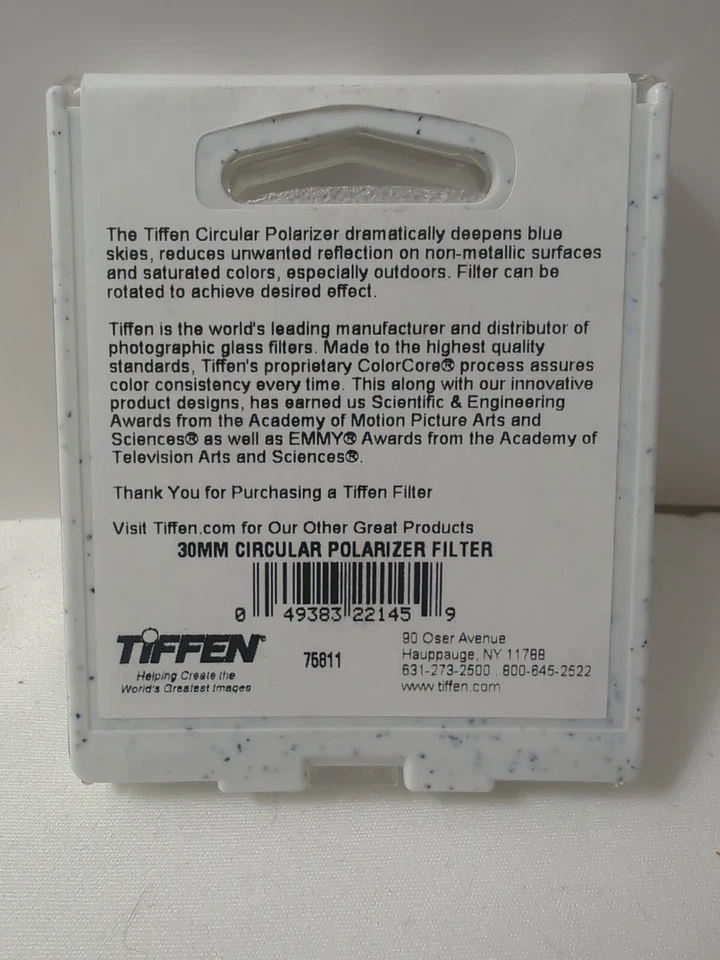 The Tiffen Circular Polarizer dramatically deepens blue
skies, reduces unwanted reflection on non-metallic surfaces
and saturated colors, especially outdoors. Filter can be
rotated to achieve desired effect.
Tiffen is the world's leading manufacturer and distributor of
photographic glass filters. Made to the highest quality
standards, Tiffen's proprietary ColorCore® process assures
color consistency every time. This along with our innovative
product designs, has earned us Scientific & Engineering
Awards from the Academy of Motion Picture Arts and
Sciences® as well as EMMY® Awards from the Academy of
Television Arts and Sciences®.
Thank You for Purchasing a Tiffen Filter
Visit Tiffen.com for Our Other Great Products
30MM CIRCULAR POLARIZER FILTER
0 49383 22145 9
TIFFEN™
Helping Create the
World's Greatest Images
75811
90 Oser Avenue
Hauppauge, NY 11788
631-273-2500 . 800-645-2522
www.tiffen.com